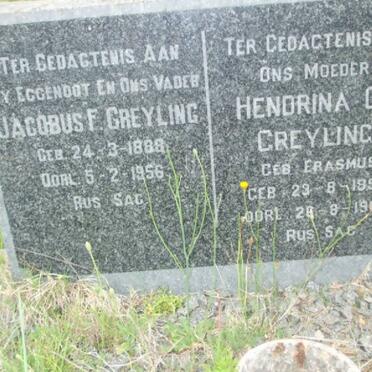 TER GEDAGTENIS AAN
MY EGGENOOT EN ONS VADER
JACOBUS F. GREYLING
GEB. 24-3-1888
OORL. 5-2-1956
RUS SAG
TER GEDAGTENIS
ONS MOEDER
HENDRINA
GREYLING
GEB ERASMUS
GEB 23-8-
OORL 28-8-
RUS SAG